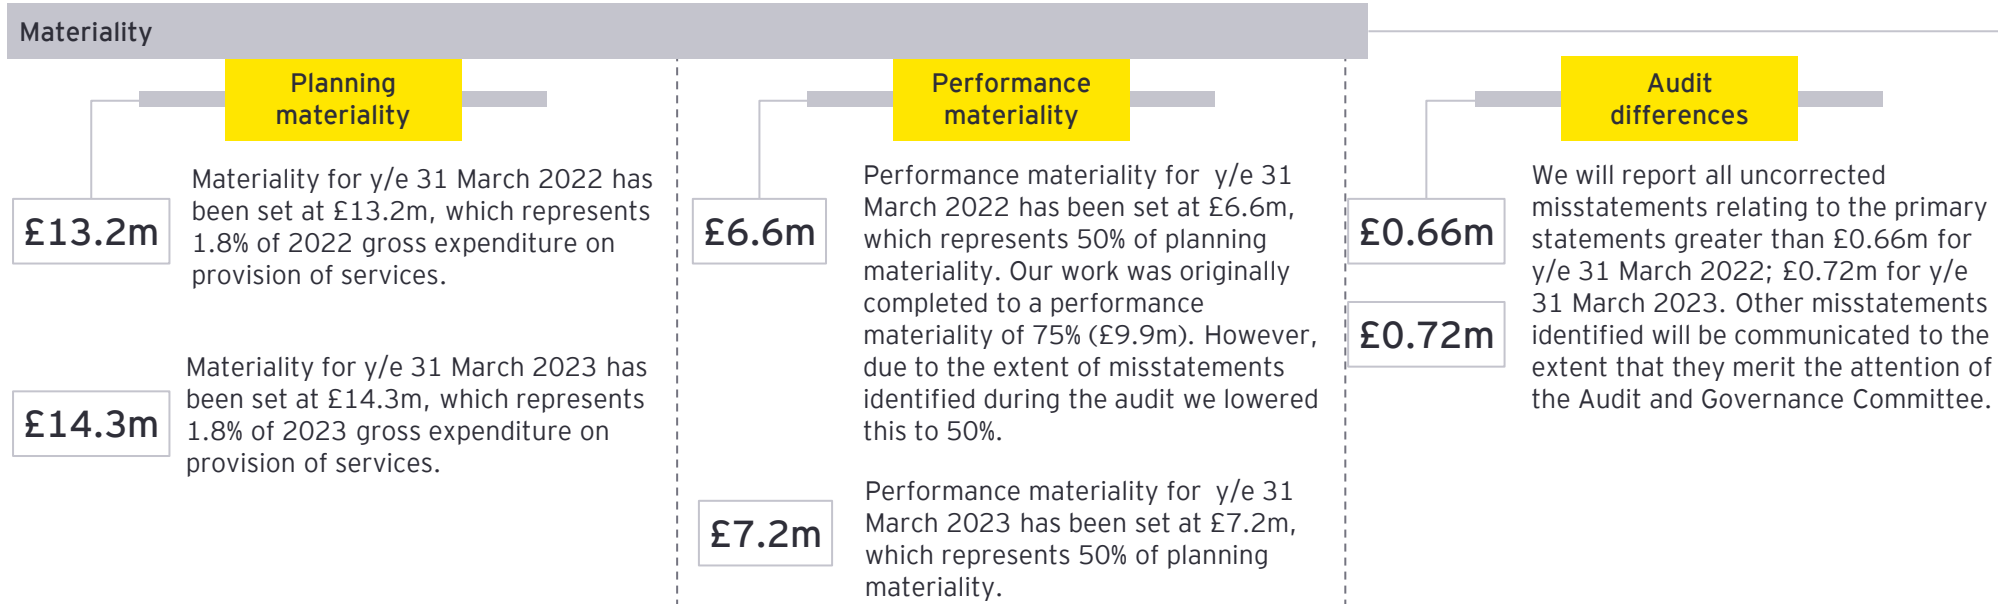 Materiality
Planning
materiality
£13.2m
Materiality for y/e 31 March 2022 has
been set at £13.2m, which represents
1.8% of 2022 gross expenditure on
provision of services.
£14.3m
Materiality for y/e 31 March 2023 has
been set at £14.3m, which represents
1.8% of 2023 gross expenditure on
provision of services.
Performance
materiality
£6.6m
Performance materiality for y/e 31
March 2022 has been set at £6.6m,
which represents 50% of planning
materiality. Our work was originally
completed to a performance
materiality of 75% (£9.9m). However,
due to the extent of misstatements
identified during the audit we lowered
this to 50%.
£7.2m
Performance materiality for y/e 31
March 2023 has been set at £7.2m,
which represents 50% of planning
materiality.
Audit
differences
£0.66m
£0.72m
We will report all uncorrected
misstatements relating to the primary
statements greater than £0.66m for
y/e 31 March 2022; £0.72m for y/e
31 March 2023. Other misstatements
identified will be communicated to the
extent that they merit the attention of
the Audit and Governance Committee.